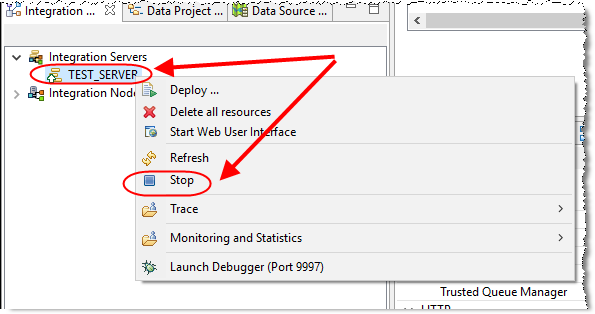 Integration ...
Data Project ...
Data Source ...
Integration Servers
TEST_SERVER
Integration Node
Deploy ...
Delete all resources
Start Web User Interface
Refresh
Stop
Trace
Monitoring and Statistics
Launch Debugger (Port 9997)
Trusted Queue Manager
HTTP